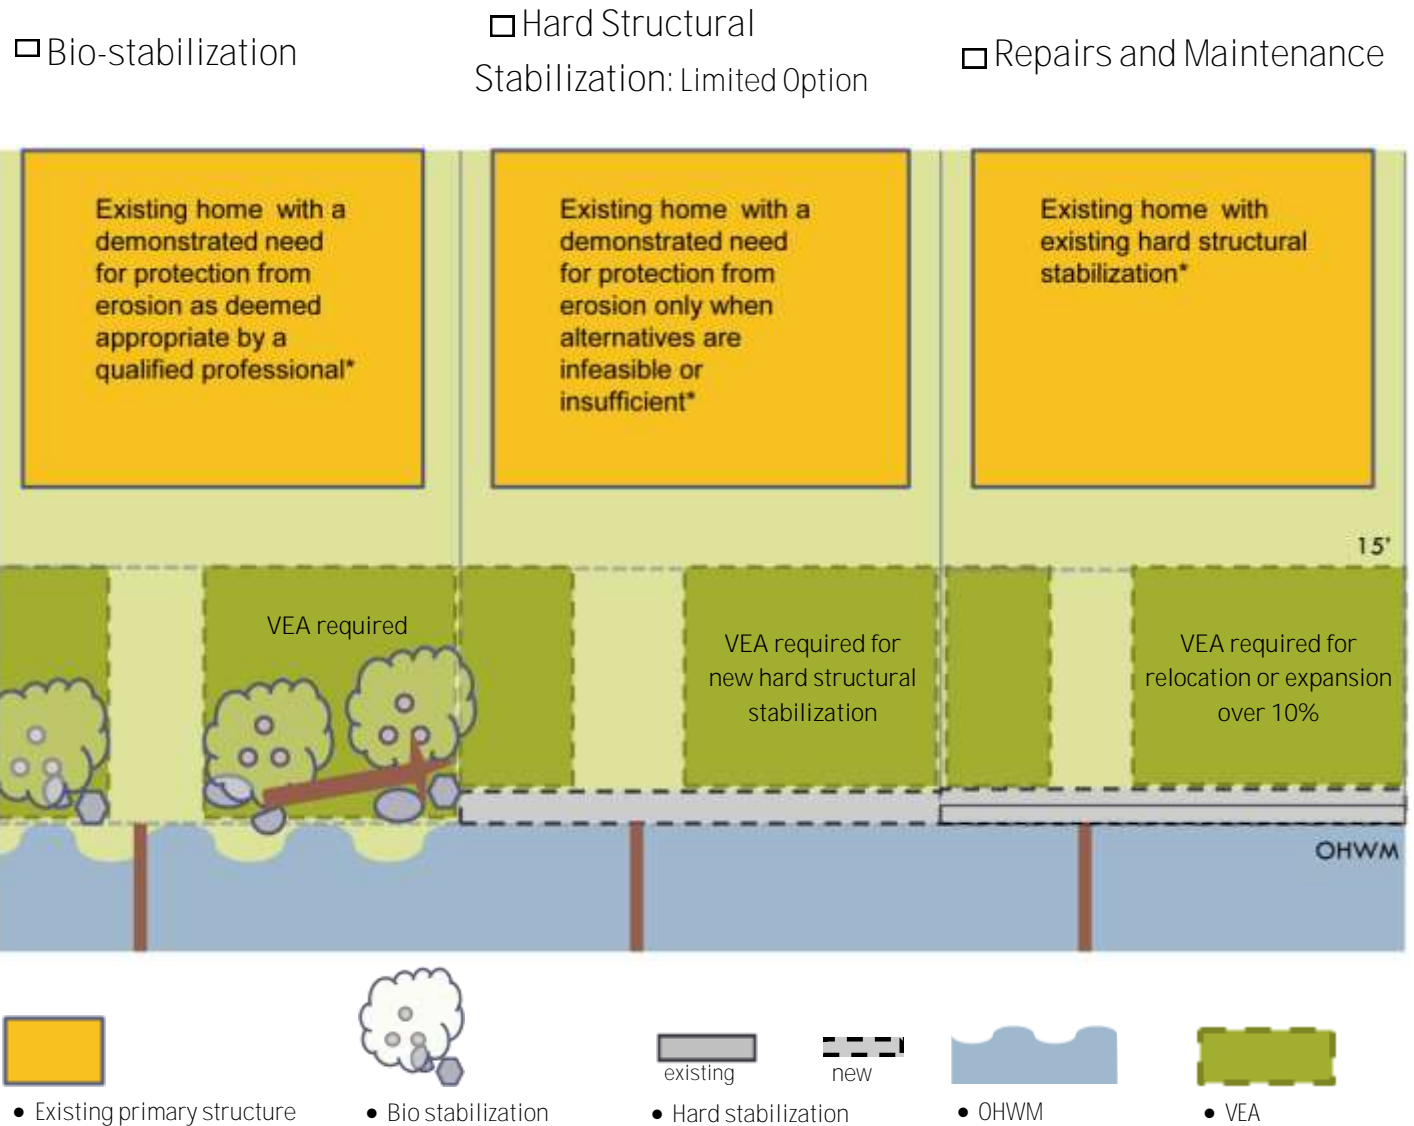 Bio-stabilization
Hard Structural
Stabilization: Limited Option
Repairs and Maintenance
Existing home with a
demonstrated need
for protection from
erosion as deemed
appropriate by a
qualified professional*
Existing home with a
demonstrated need
for protection from
erosion only when
alternatives are
infeasible or
insufficient*
Existing home with
existing hard structural
stabilization*
15'
VEA required
VEA required for
new hard structural
stabilization
VEA required for
relocation or expansion
over 10%
OHWM
existing
new
• Existing primary structure
• Bio stabilization
• Hard stabilization
• OHWM
• VEA